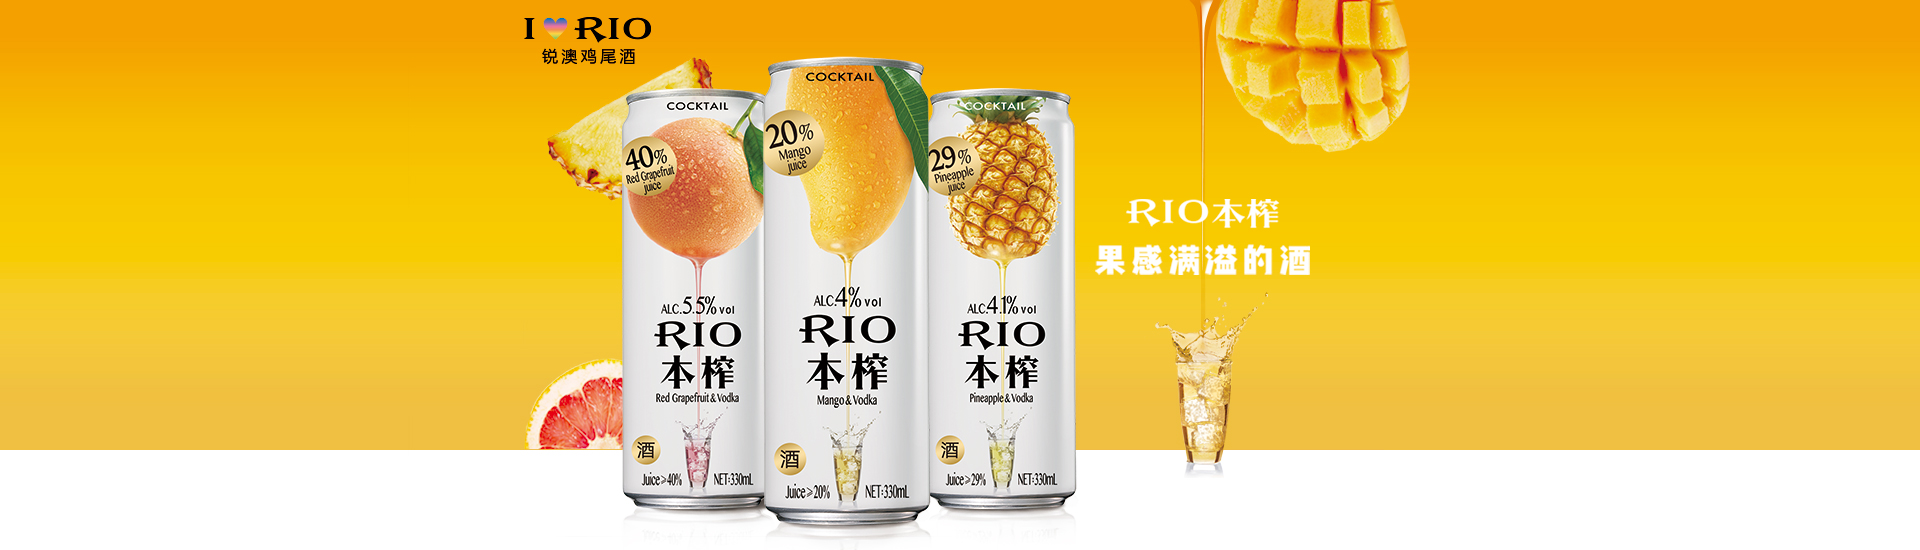 I RIO
锐澳鸡尾酒
COCKTAIL
40%
Red Grapefruit
juice
ALC.5.5%vol
RIO
本榨
Red Grapefruit&Vodka
酒
Juice≥40% NET:330mL
COCKTAIL
20%
Mango
juice
ALC.4%vol
RIO
本榨
Mango&Vodka
酒
Juice≥20% NET:330mL
COCKTAIL
29%
Pineapple
juice
ALC.4.1%vol
RIO
本榨
Pineapple&Vodka
酒
Juice≥29% NET:330mL
RIO本榨
果感满溢的酒